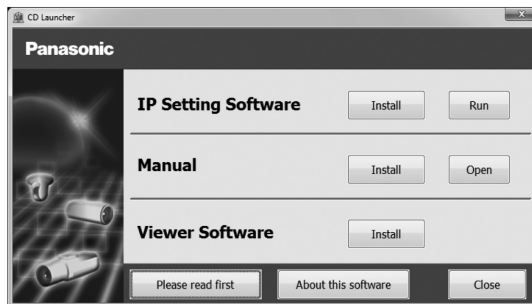 CD Launcher
Panasonic
IP Setting Software Install Run
Manual Install Open
Viewer Software Install
Please read first About this software Close